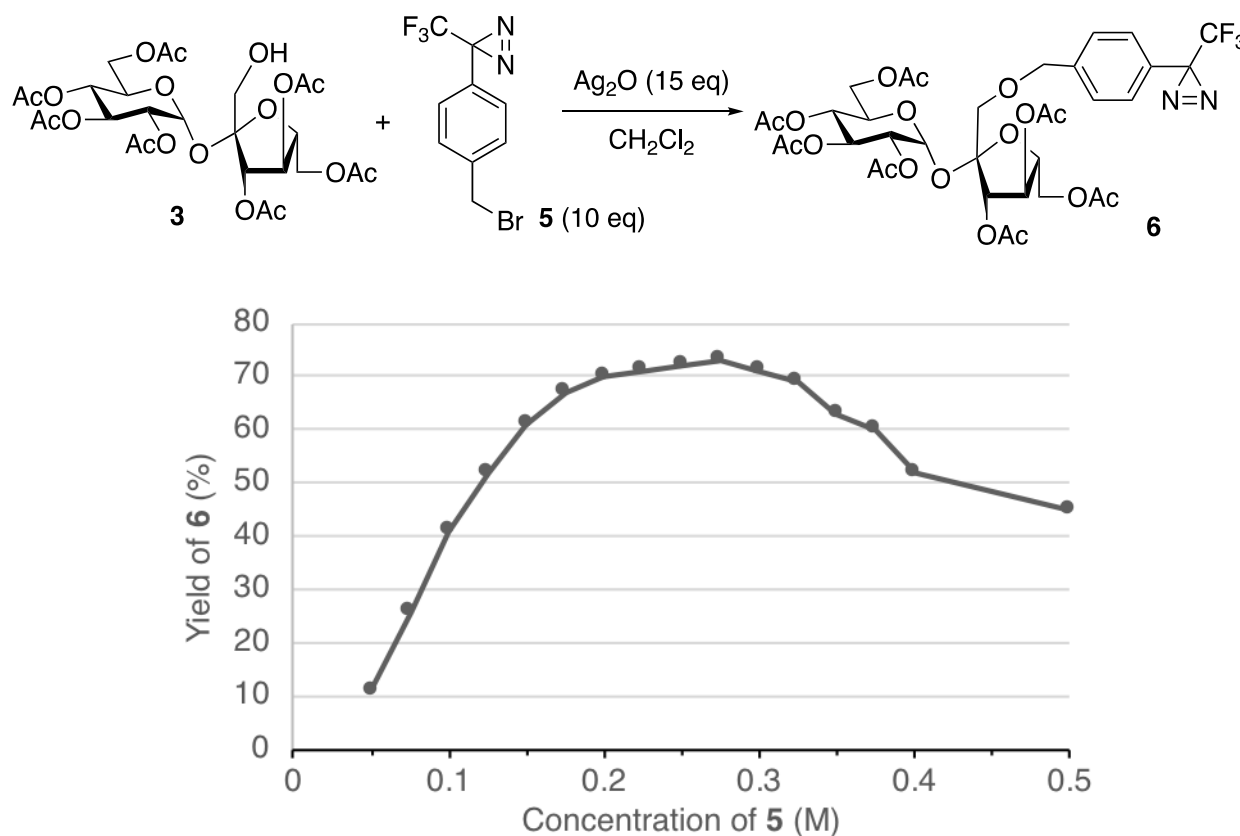 F₃C N
N
OH
OAc
AcO
O
OAc
AcO
AcO
O
O
OAc
OAc
3
+
Br
5 (10 eq)
Ag₂O (15 eq)
CH₂Cl₂
CF₃
N=N
O
OAc
AcO
O
OAc
AcO
AcO
O
O
OAc
OAc
6
80
70
60
50
40
30
20
10
0
Yield of 6 (%)
0 0.1 0.2 0.3 0.4 0.5
Concentration of 5 (M)